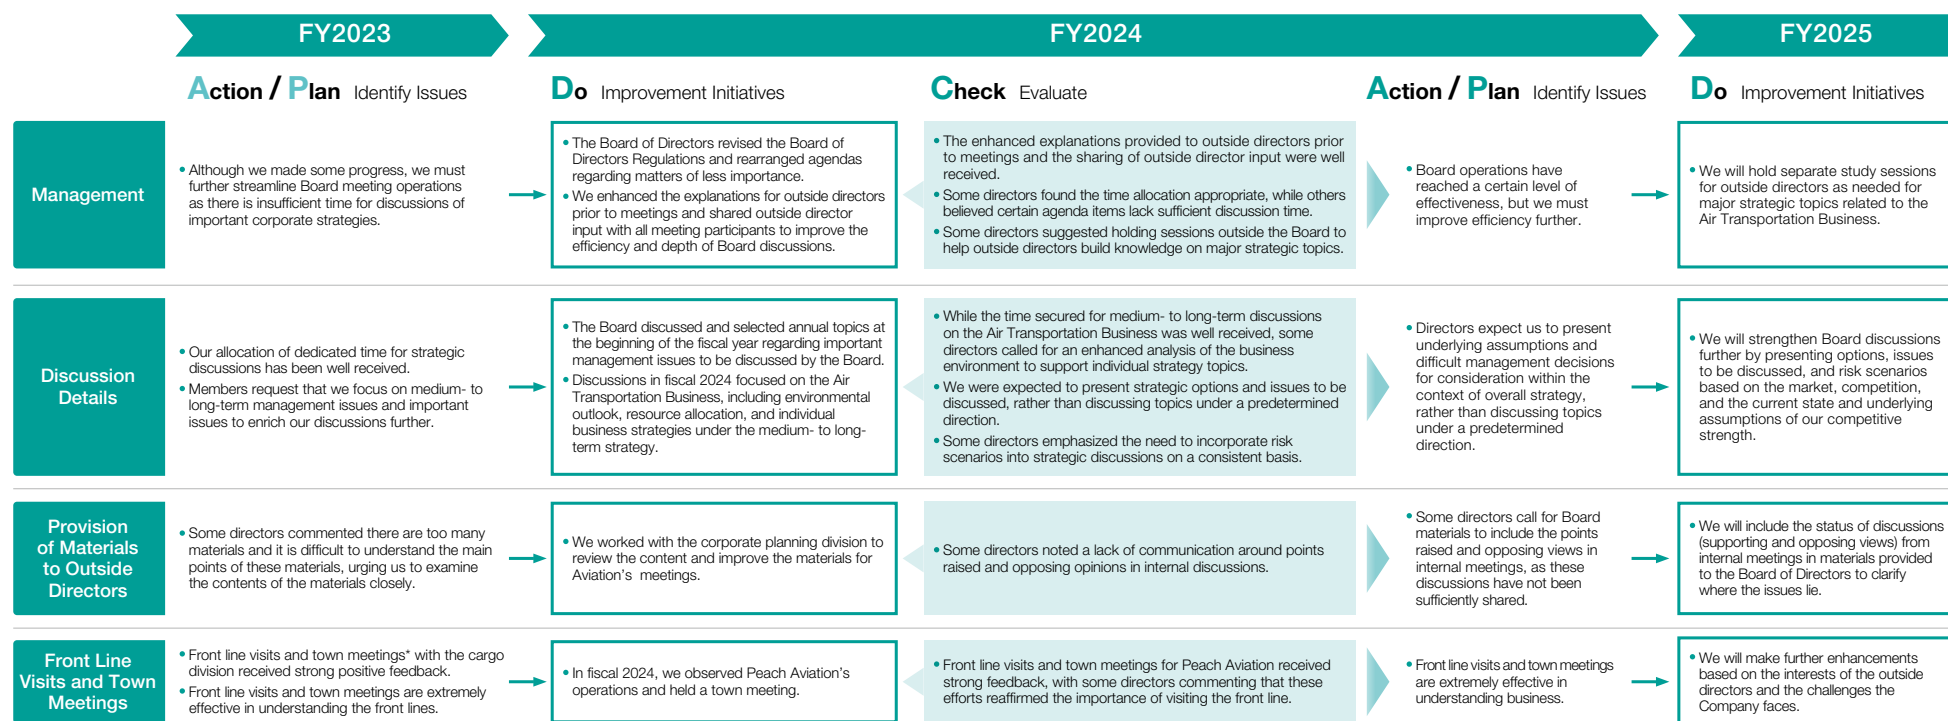 FY2023
FY2024
FY2025
Action / Plan Identify Issues
Do Improvement Initiatives
Check Evaluate
Action / Plan Identify Issues
Do Improvement Initiatives
Management
• Although we made some progress, we must
further streamline Board meeting operations
as there is insufficient time for discussions of
important corporate strategies.
• The Board of Directors revised the Board of
Directors Regulations and rearranged agendas
regarding matters of less importance.
• We enhanced the explanations for outside directors
prior to meetings and shared outside director
input with all meeting participants to improve the
efficiency and depth of Board discussions.
• The enhanced explanations provided to outside directors prior
to meetings and the sharing of outside director input were well
received.
• Some directors found the time allocation appropriate, while others
believed certain agenda items lack sufficient discussion time.
• Some directors suggested holding sessions outside the Board to
help outside directors build knowledge on major strategic topics.
• Board operations have
reached a certain level of
effectiveness, but we must
improve efficiency further.
• We will hold separate study sessions
for outside directors as needed for
major strategic topics related to the
Air Transportation Business.
Discussion
Details
• Our allocation of dedicated time for strategic
discussions has been well received.
• Members request that we focus on medium- to
long-term management issues and important
issues to enrich our discussions further.
• The Board discussed and selected annual topics at
the beginning of the fiscal year regarding important
management issues to be discussed by the Board.
• Discussions in fiscal 2024 focused on the Air
Transportation Business, including environmental
outlook, resource allocation, and individual
business strategies under the medium- to long-
term strategy.
• While the time secured for medium- to long-term discussions
on the Air Transportation Business was well received, some
directors called for an enhanced analysis of the business
environment to support individual strategy topics.
• We were expected to present strategic options and issues to be
discussed, rather than discussing topics under a predetermined
direction.
• Some directors emphasized the need to incorporate risk
scenarios into strategic discussions on a consistent basis.
• Directors expect us to present
underlying assumptions and
difficult management decisions
for consideration within the
context of overall strategy,
rather than discussing topics
under a predetermined
direction.
• We will strengthen Board discussions
further by presenting options, issues
to be discussed, and risk scenarios
based on the market, competition,
and the current state and underlying
assumptions of our competitive
strength.
Provision
of Materials
to Outside
Directors
• Some directors commented there are too many
materials and it is difficult to understand the main
points of these materials, urging us to examine
the contents of the materials closely.
• We worked with the corporate planning division to
review the content and improve the materials for
Aviation's meetings.
• Some directors noted a lack of communication around points
raised and opposing opinions in internal discussions.
• Some directors call for Board
materials to include the points
raised and opposing views in
internal meetings, as these
discussions have not been
sufficiently shared.
• We will include the status of discussions
(supporting and opposing views) from
internal meetings in materials provided
to the Board of Directors to clarify
where the issues lie.
Front Line
Visits and Town
Meetings
• Front line visits and town meetings* with the cargo
division received strong positive feedback.
• Front line visits and town meetings are extremely
effective in understanding the front lines.
• In fiscal 2024, we observed Peach Aviation's
operations and held a town meeting.
• Front line visits and town meetings for Peach Aviation received
strong feedback, with some directors commenting that these
efforts reaffirmed the importance of visiting the front line.
• Front line visits and town meetings
are extremely effective in
understanding business.
• We will make further enhancements
based on the interests of the outside
directors and the challenges the
Company faces.